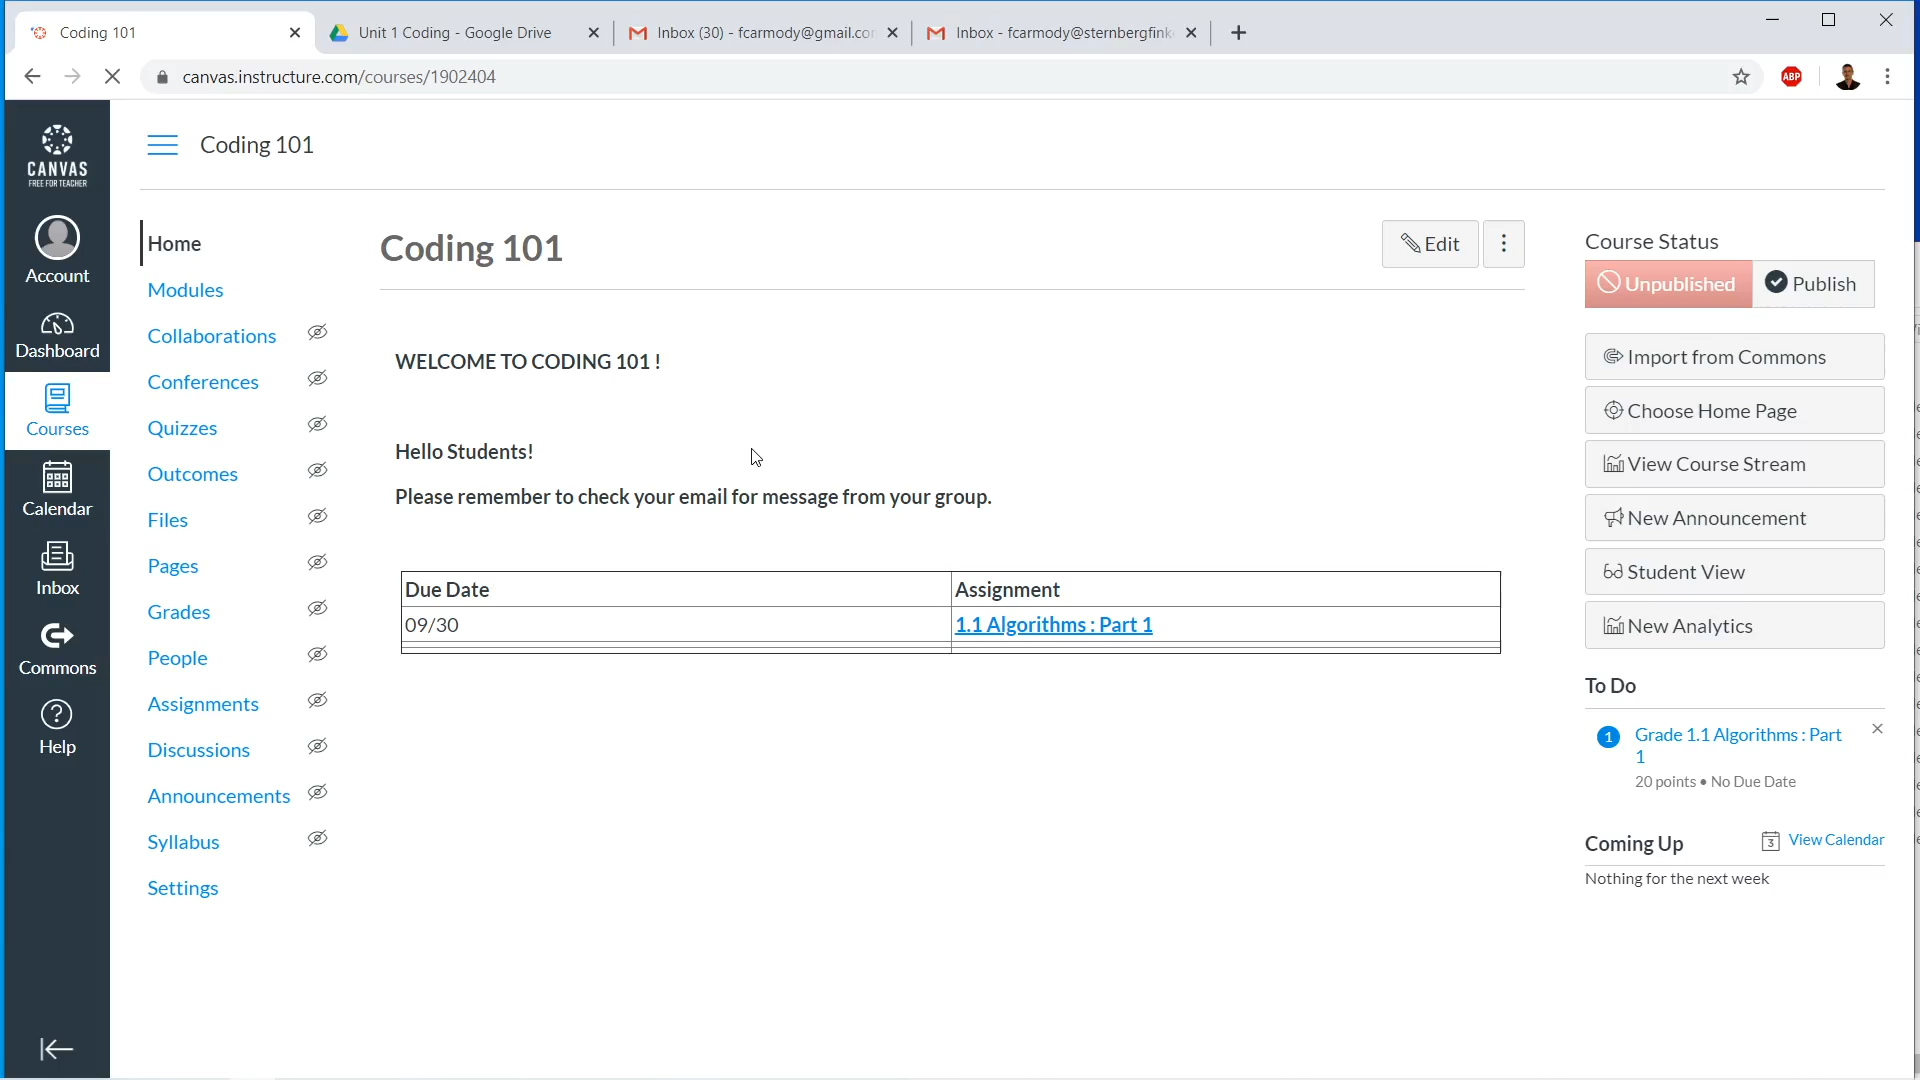 Coding 101
Unit 1 Coding - Google Drive
Inbox (30) - fcarmody@gmail.co
Inbox - fcarmody@sternbergfink
canvas.instructure.com/courses/1902404
ABP
CANVAS
FREE FOR TEACHER
Account
Dashboard
Courses
Calendar
Inbox
Commons
Help
Coding 101
Home
Modules
Collaborations
Conferences
Quizzes
Outcomes
Files
Pages
Grades
People
Assignments
Discussions
Announcements
Syllabus
Settings
Coding 101
Edit
WELCOME TO CODING 101 !
Hello Students!
Please remember to check your email for message from your group.
Due Date Assignment
09/30 1.1 Algorithms : Part 1
Course Status
Unpublished Publish
Import from Commons
Choose Home Page
View Course Stream
New Announcement
Student View
New Analytics
To Do
1 Grade 1.1 Algorithms : Part
1
20 points • No Due Date
Coming Up 3 View Calendar
Nothing for the next week